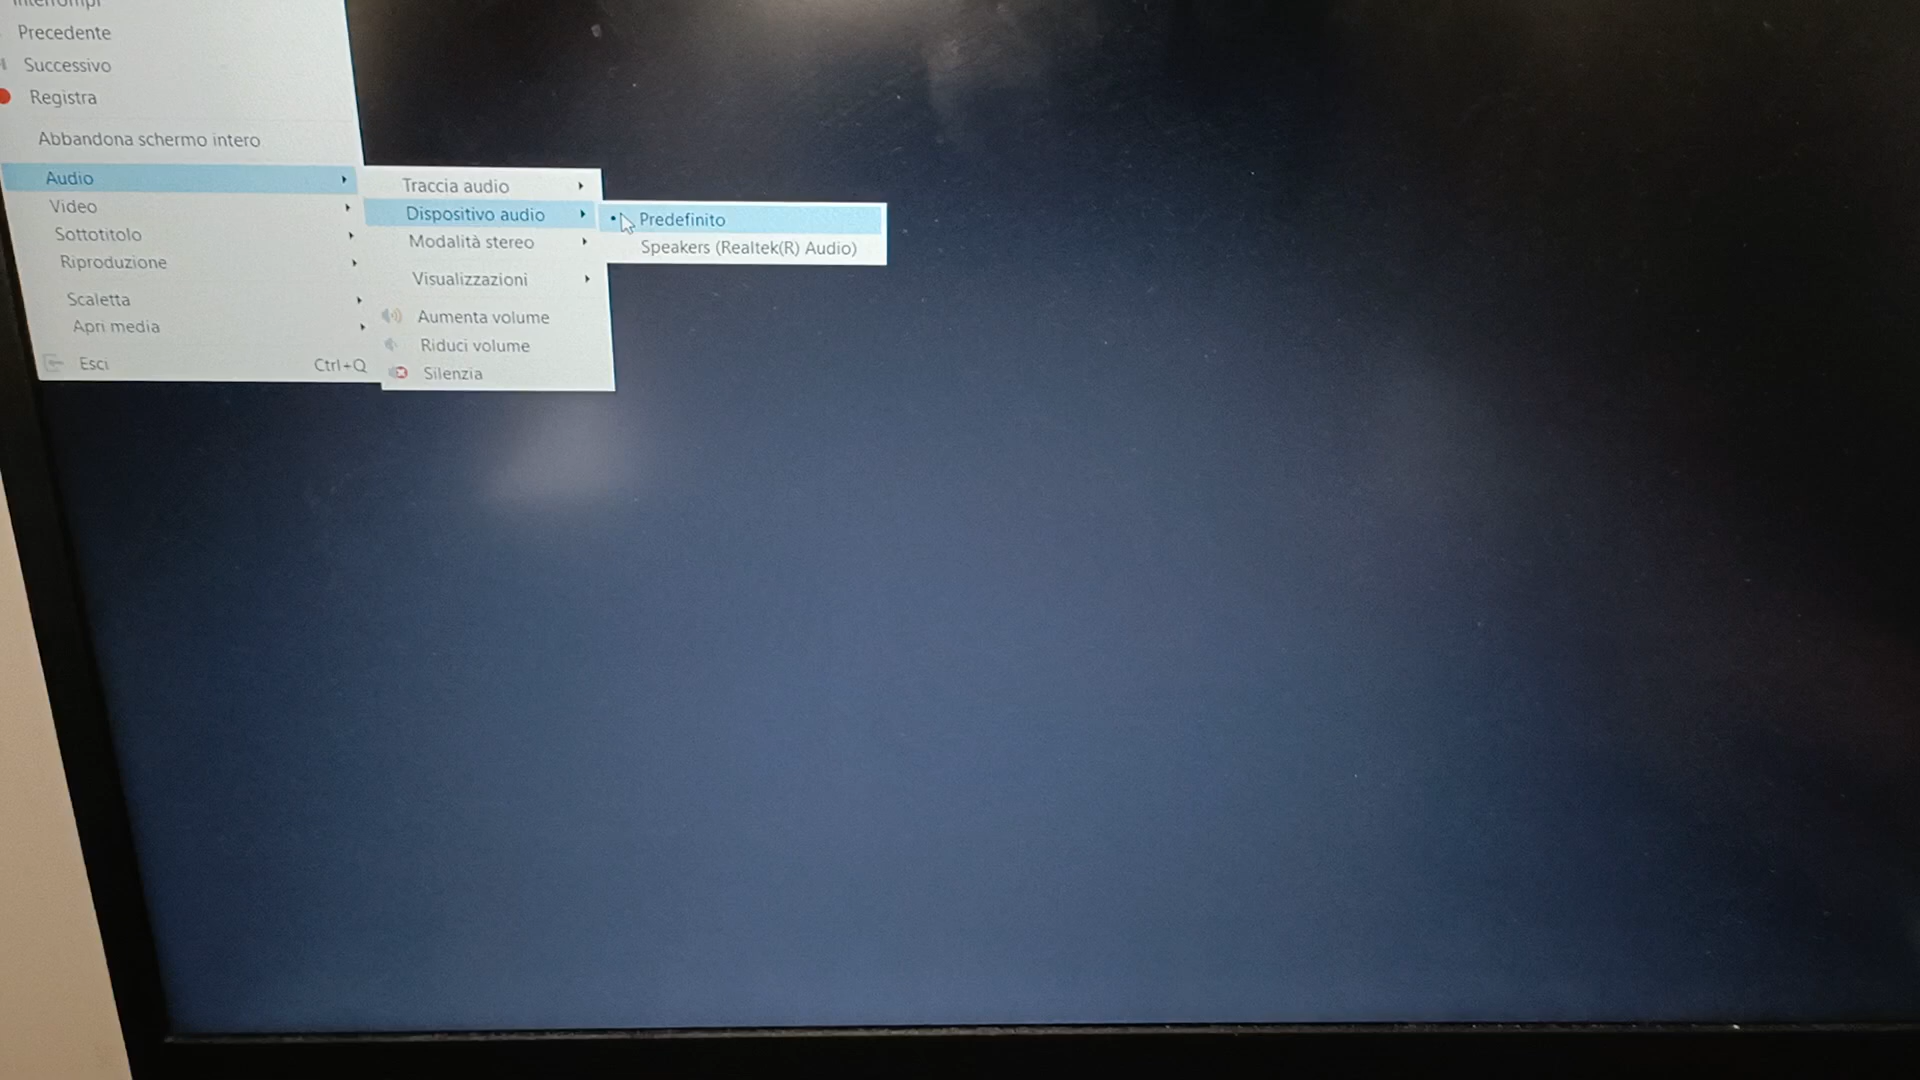 Interrompi
Precedente
Successivo
Registra
Abbandona schermo intero
Audio
Video
Sottotitolo
Riproduzione
Scaletta
Apri media
Esci Ctrl+Q
Traccia audio
Dispositivo audio
Modalità stereo
Visualizzazioni
Aumenta volume
Riduci volume
Silenzia
Predefinito
Speakers (Realtek(R) Audio)